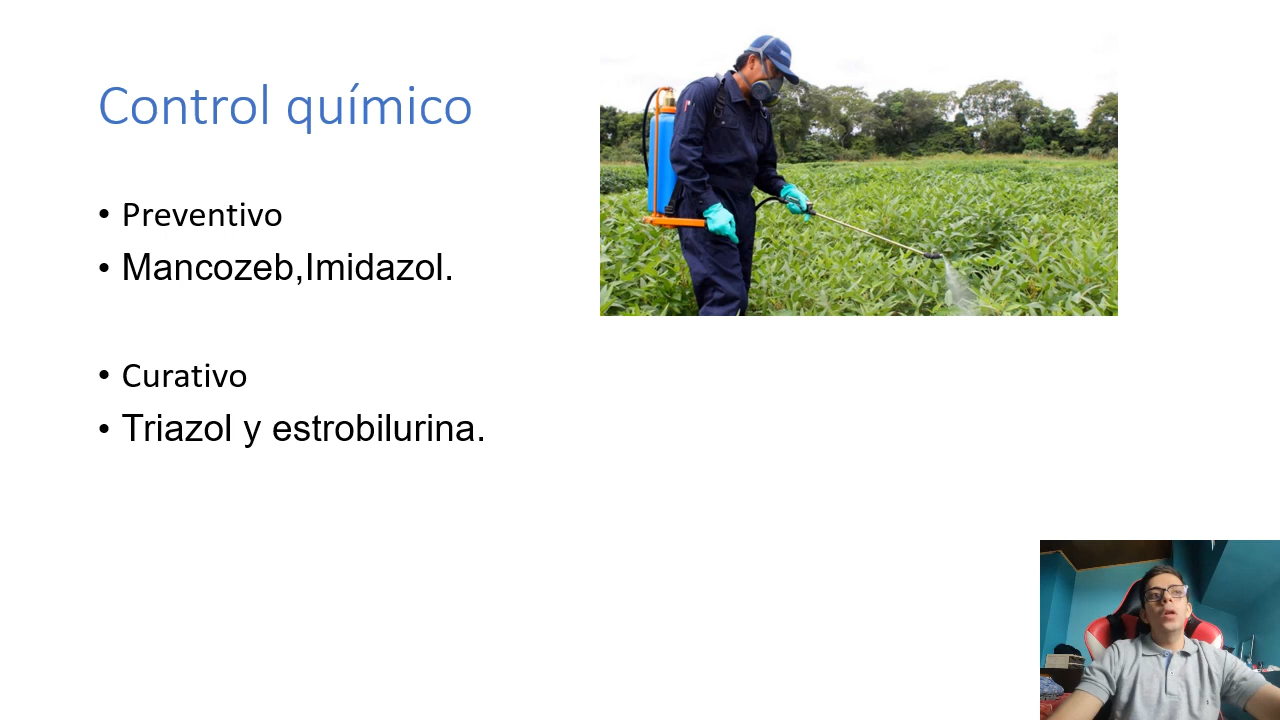 Control químico
• Preventivo
• Mancozeb,Imidazol.
• Curativo
• Triazol y estrobilurina.